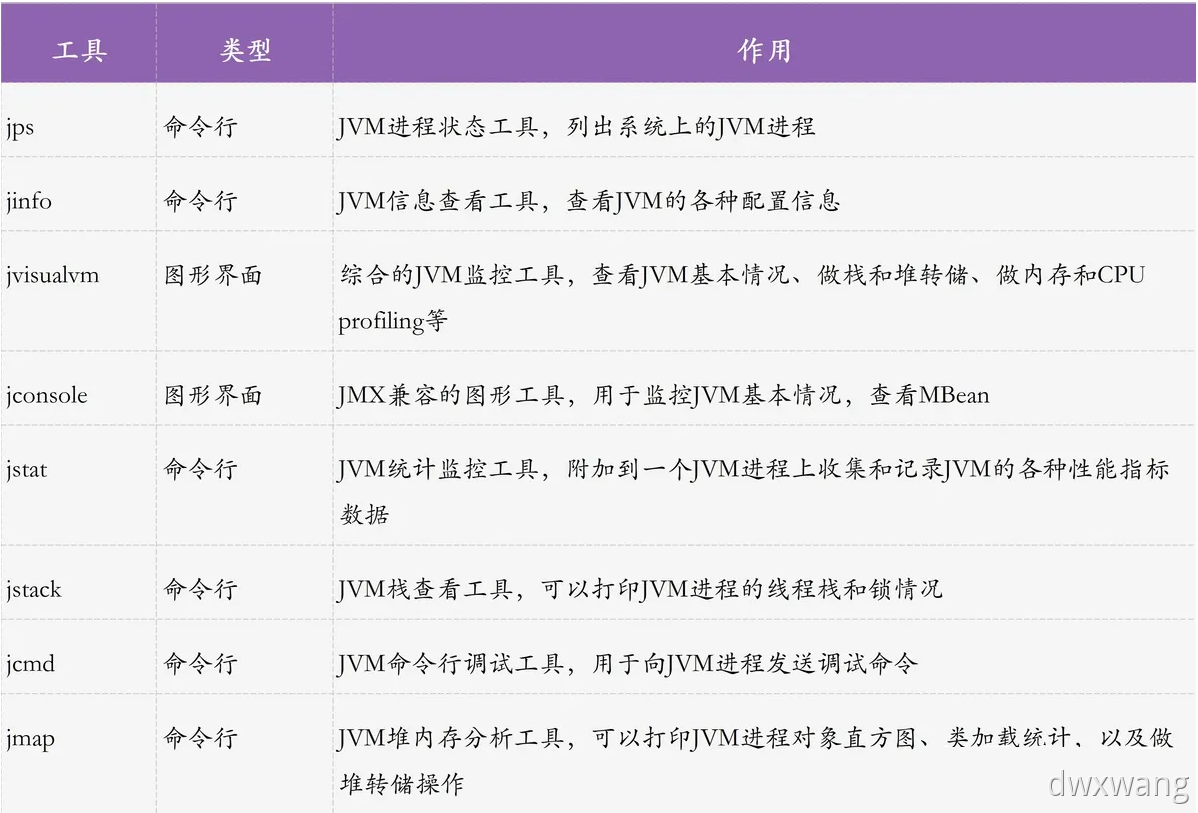 工具 类型 作用
jps 命令行 JVM进程状态工具，列出系统上的JVM进程
jinfo 命令行 JVM信息查看工具，查看JVM的各种配置信息
jvisualvm 图形界面 综合的JVM监控工具，查看JVM基本情况、做栈和堆转储、做内存和CPU
profiling等
jconsole 图形界面 JMX兼容的图形工具，用于监控JVM基本情况，查看MBean
jstat 命令行 JVM统计监控工具，附加到一个JVM进程上收集和记录JVM的各种性能指标
数据
jstack 命令行 JVM栈查看工具，可以打印JVM进程的线程栈和锁情况
jcmd 命令行 JVM命令行调试工具，用于向JVM进程发送调试命令
jmap 命令行 JVM堆内存分析工具，可以打印JVM进程对象直方图、类加载统计、以及做
堆转储操作
dwxwang